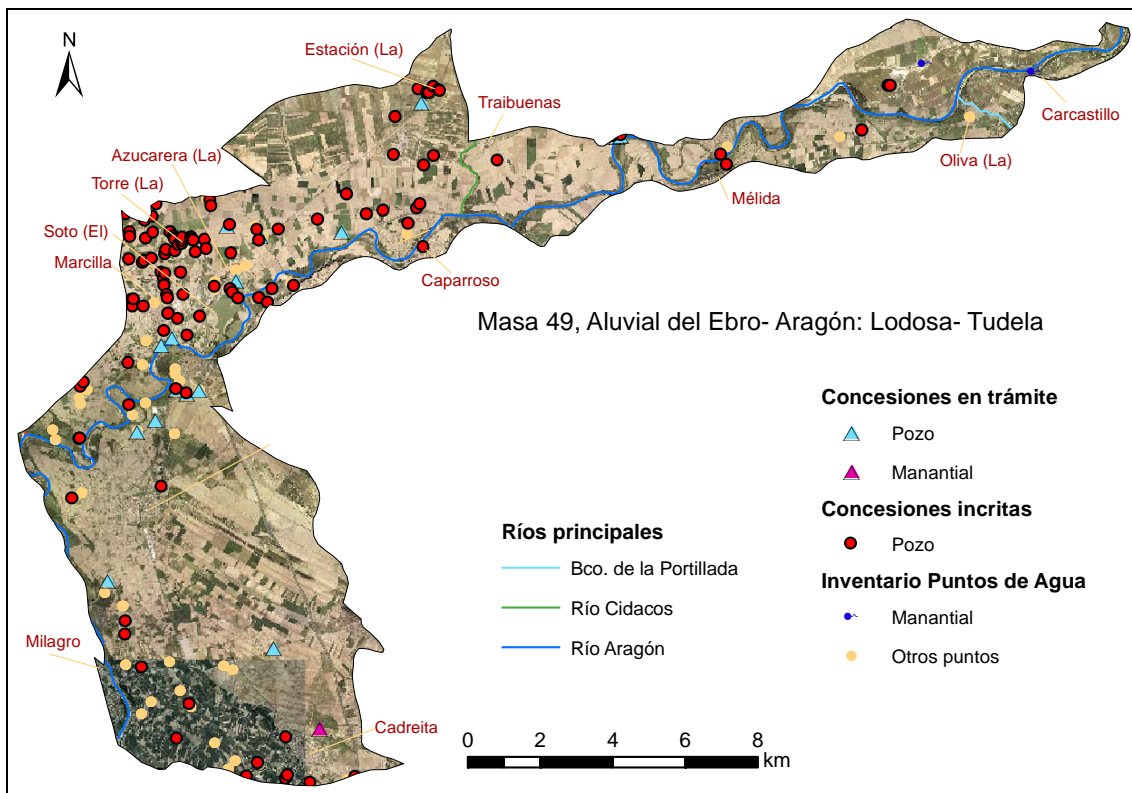 N
Estación (La)
Traibuenas
Azucarera (La)
Torre (La)
Soto (El)
Marcilla
Carcastillo
Oliva (La)
Mélida
Caparroso
Masa 49, Aluvial del Ebro- Aragón: Lodosa- Tudela
Concesiones en trámite
Pozo
Manantial
Concesiones incritas
Pozo
Inventario Puntos de Agua
Manantial
Otros puntos
Ríos principales
Bco. de la Portillada
Río Cidacos
Río Aragón
Milagro
Cadreita
0 2 4 6 8
km